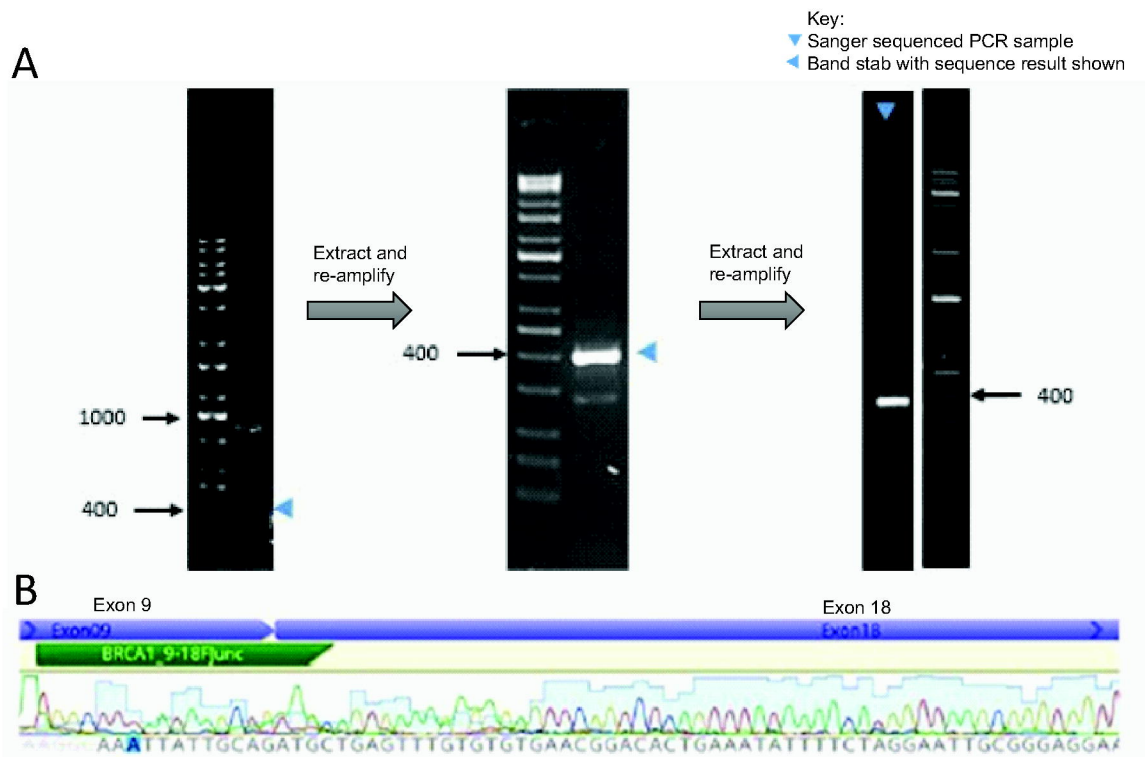 Key:
Sanger sequenced PCR sample
Band stab with sequence result shown
A
Extract and
re-amplify
Extract and
re-amplify
400
400
1000
400
B
Exon 9
Exon 18
Exon09
Exon18
BRCA1_9-18FJunc
AAATTATTGCAGATGCTGAGTTTGTGTGTGAACGGACACTGAAATATTTTCTAGGAATTGCGGGAGGAA